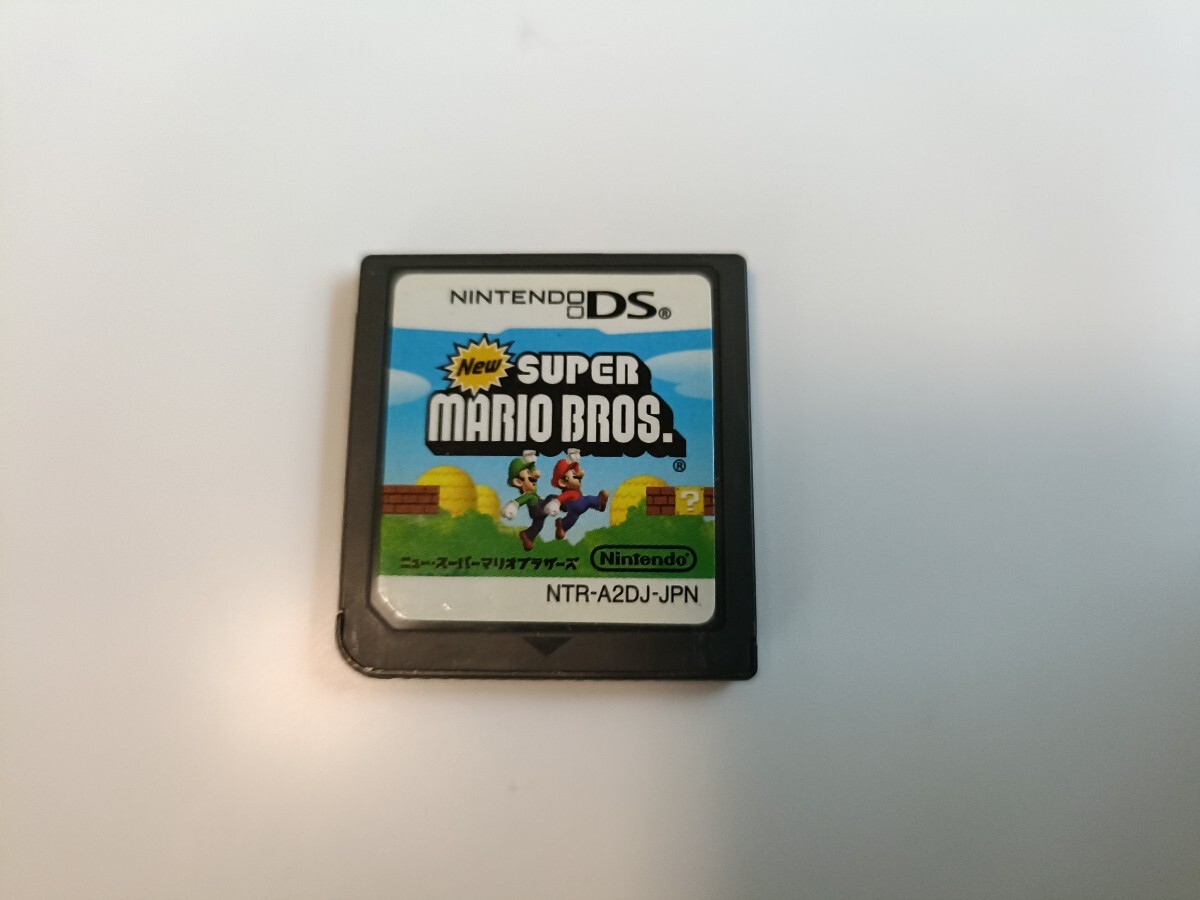 NINTENDO DS®
New SUPER
MARIO BROS.
®
?
ニュー・スーパーマリオブラザーズ Nintendo®
NTR-A2DJ-JPN